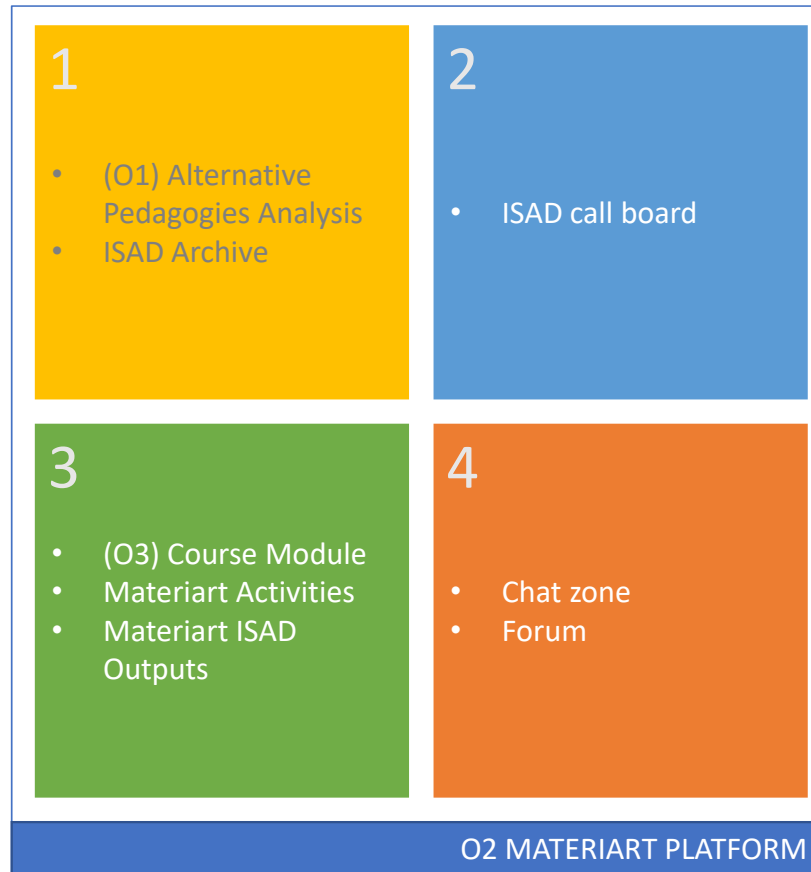 1
• (O1) Alternative
Pedagogies Analysis
• ISAD Archive
2
• ISAD call board
3
• (O3) Course Module
• Materiart Activities
• Materiart ISAD
Outputs
4
• Chat zone
• Forum
O2 MATERIART PLATFORM